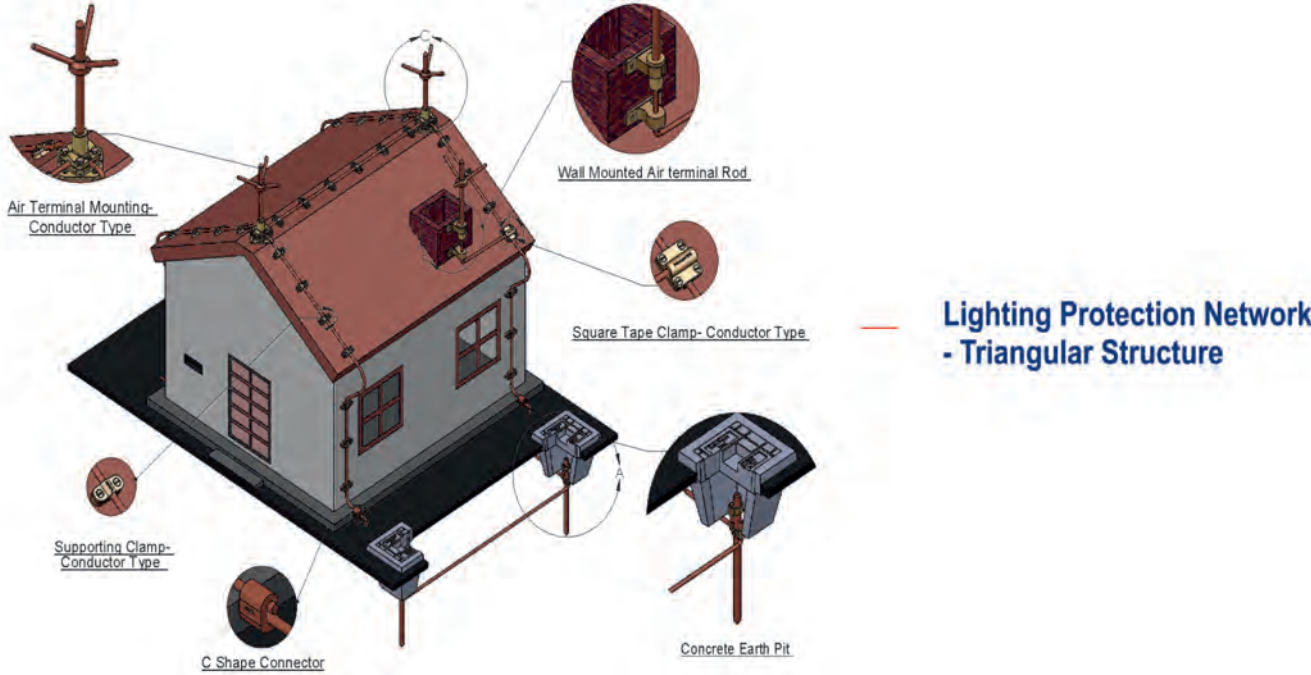 C
Wall Mounted Air terminal Rod
Air Terminal Mounting-
Conductor Type
Square Tape Clamp- Conductor Type
Lighting Protection Network
- Triangular Structure
A
Supporting Clamp-
Conductor Type
C Shape Connector
Concrete Earth Pit